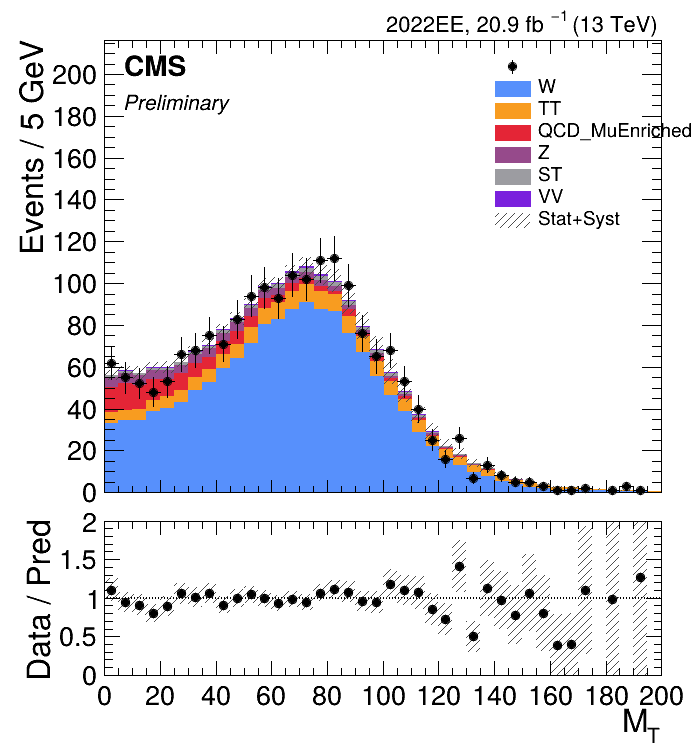 2022EE, 20.9 fb⁻¹ (13 TeV)
Events / 5 GeV
CMS
Preliminary
W
TT
QCD_MuEnriched
Z
ST
VV
Stat+Syst
200
180
160
140
120
100
80
60
40
20
0
Data / Pred
2
1.5
1
0.5
0
0 20 40 60 80 100 120 140 160 180 200
M_T